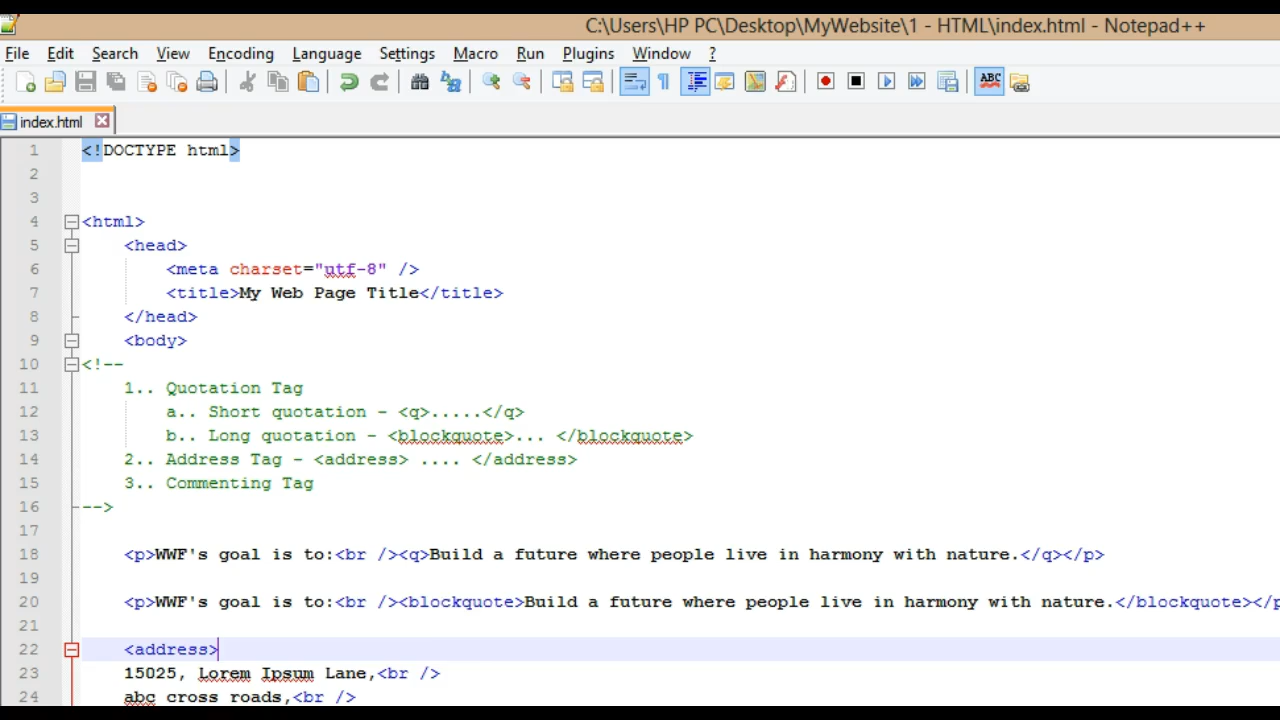 C:\Users\HP PC\Desktop\MyWebsite\1 - HTML\index.html - Notepad++
File Edit Search View Encoding Language Settings Macro Run Plugins Window ?
ABC
index.html
1 <!DOCTYPE html>
2
3
4 <html>
5 <head>
6 <meta charset="utf-8" />
7 <title>My Web Page Title</title>
8 </head>
9 <body>
10 <!--
11 1.. Quotation Tag
12 a.. Short quotation - <q>.....</q>
13 b.. Long quotation - <blockquote>... </blockquote>
14 2.. Address Tag - <address> .... </address>
15 3.. Commenting Tag
16 -->
17
18 <p>WWF's goal is to:<br /><q>Build a future where people live in harmony with nature.</q></p>
19
20 <p>WWF's goal is to:<br /><blockquote>Build a future where people live in harmony with nature.</blockquote></p
21
22 <address>
23 15025, Lorem Ipsum Lane,<br />
24 abc cross roads,<br />